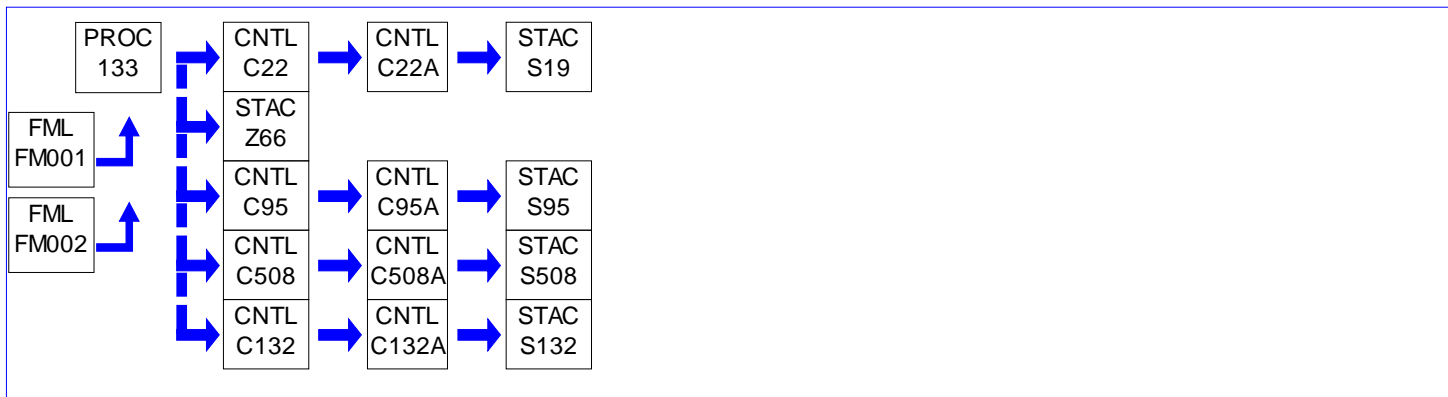 PROC
133
CNTL
C22
CNTL
C22A
STAC
S19
STAC
Z66
FML
FM001
CNTL
C95
CNTL
C95A
STAC
S95
FML
FM002
CNTL
C508
CNTL
C508A
STAC
S508
CNTL
C132
CNTL
C132A
STAC
S132